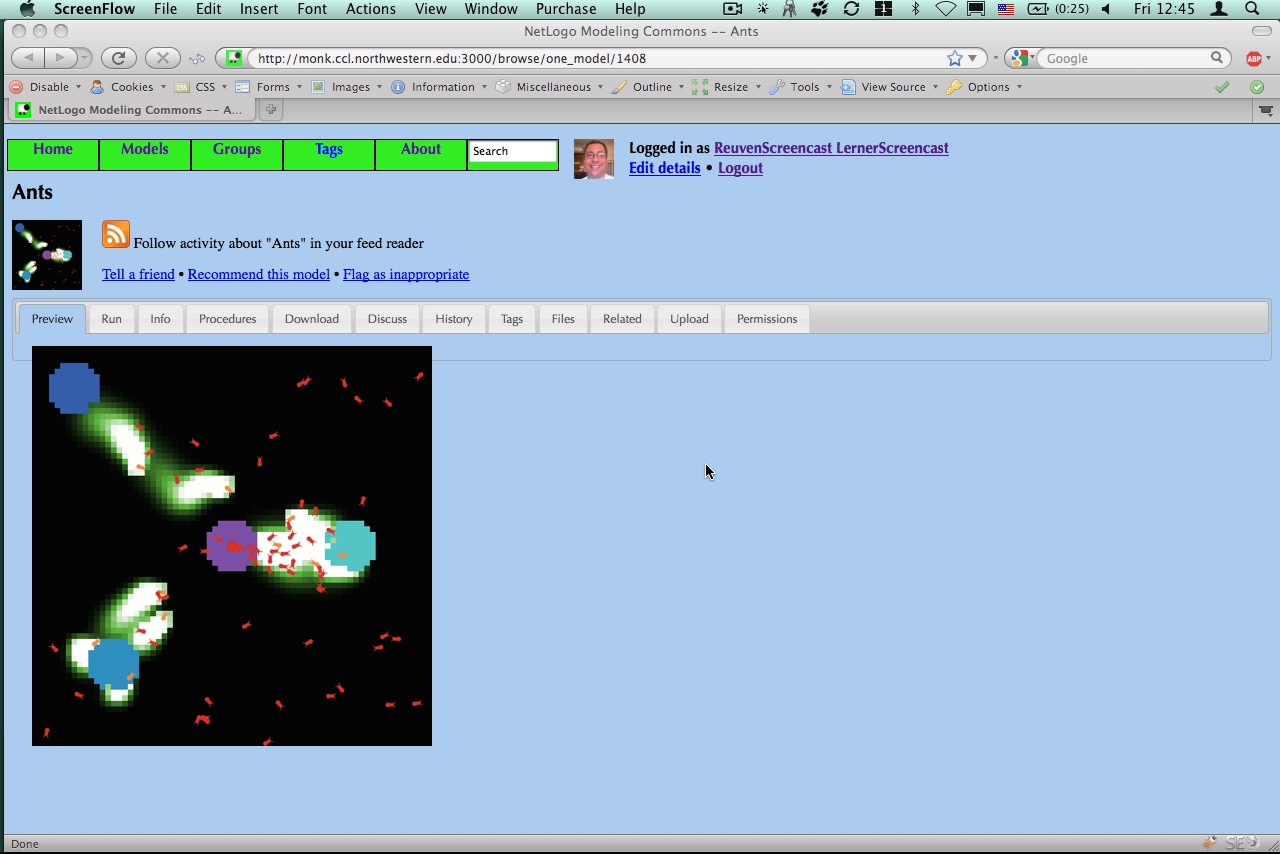 ScreenFlow File Edit Insert Font Actions View Window Purchase Help 1 (0:25) Fri 12:45
NetLogo Modeling Commons -- Ants
http://monk.ccl.northwestern.edu:3000/browse/one_model/1408 Google ABP
Disable Cookies CSS Forms Images Information Miscellaneous Outline Resize Tools View Source Options
NetLogo Modeling Commons -- A...
Home Models Groups Tags About Search
Logged in as ReuvenScreencast LernerScreencast
Edit details • Logout
Ants
Follow activity about "Ants" in your feed reader
Tell a friend • Recommend this model • Flag as inappropriate
Preview Run Info Procedures Download Discuss History Tags Files Related Upload Permissions
Done SEO